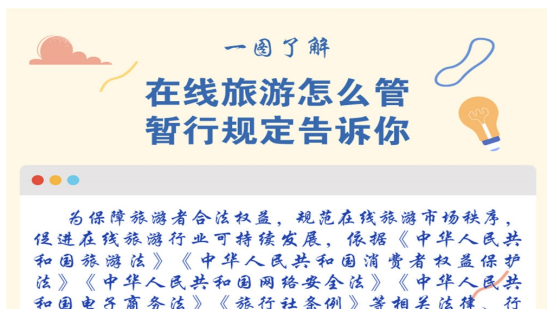 一图了解
在线旅游怎么管
暂行规定告诉你
为保障旅游者合法权益，规范在线旅游市场秩序，
促进在线旅游行业可持续发展，依据《中华人民共
和国旅游法》《中华人民共和国消费者权益保护
法》《中华人民共和国网络安全法》《中华人民共
和国电子商务法》《旅行社条例》等相关法律、行